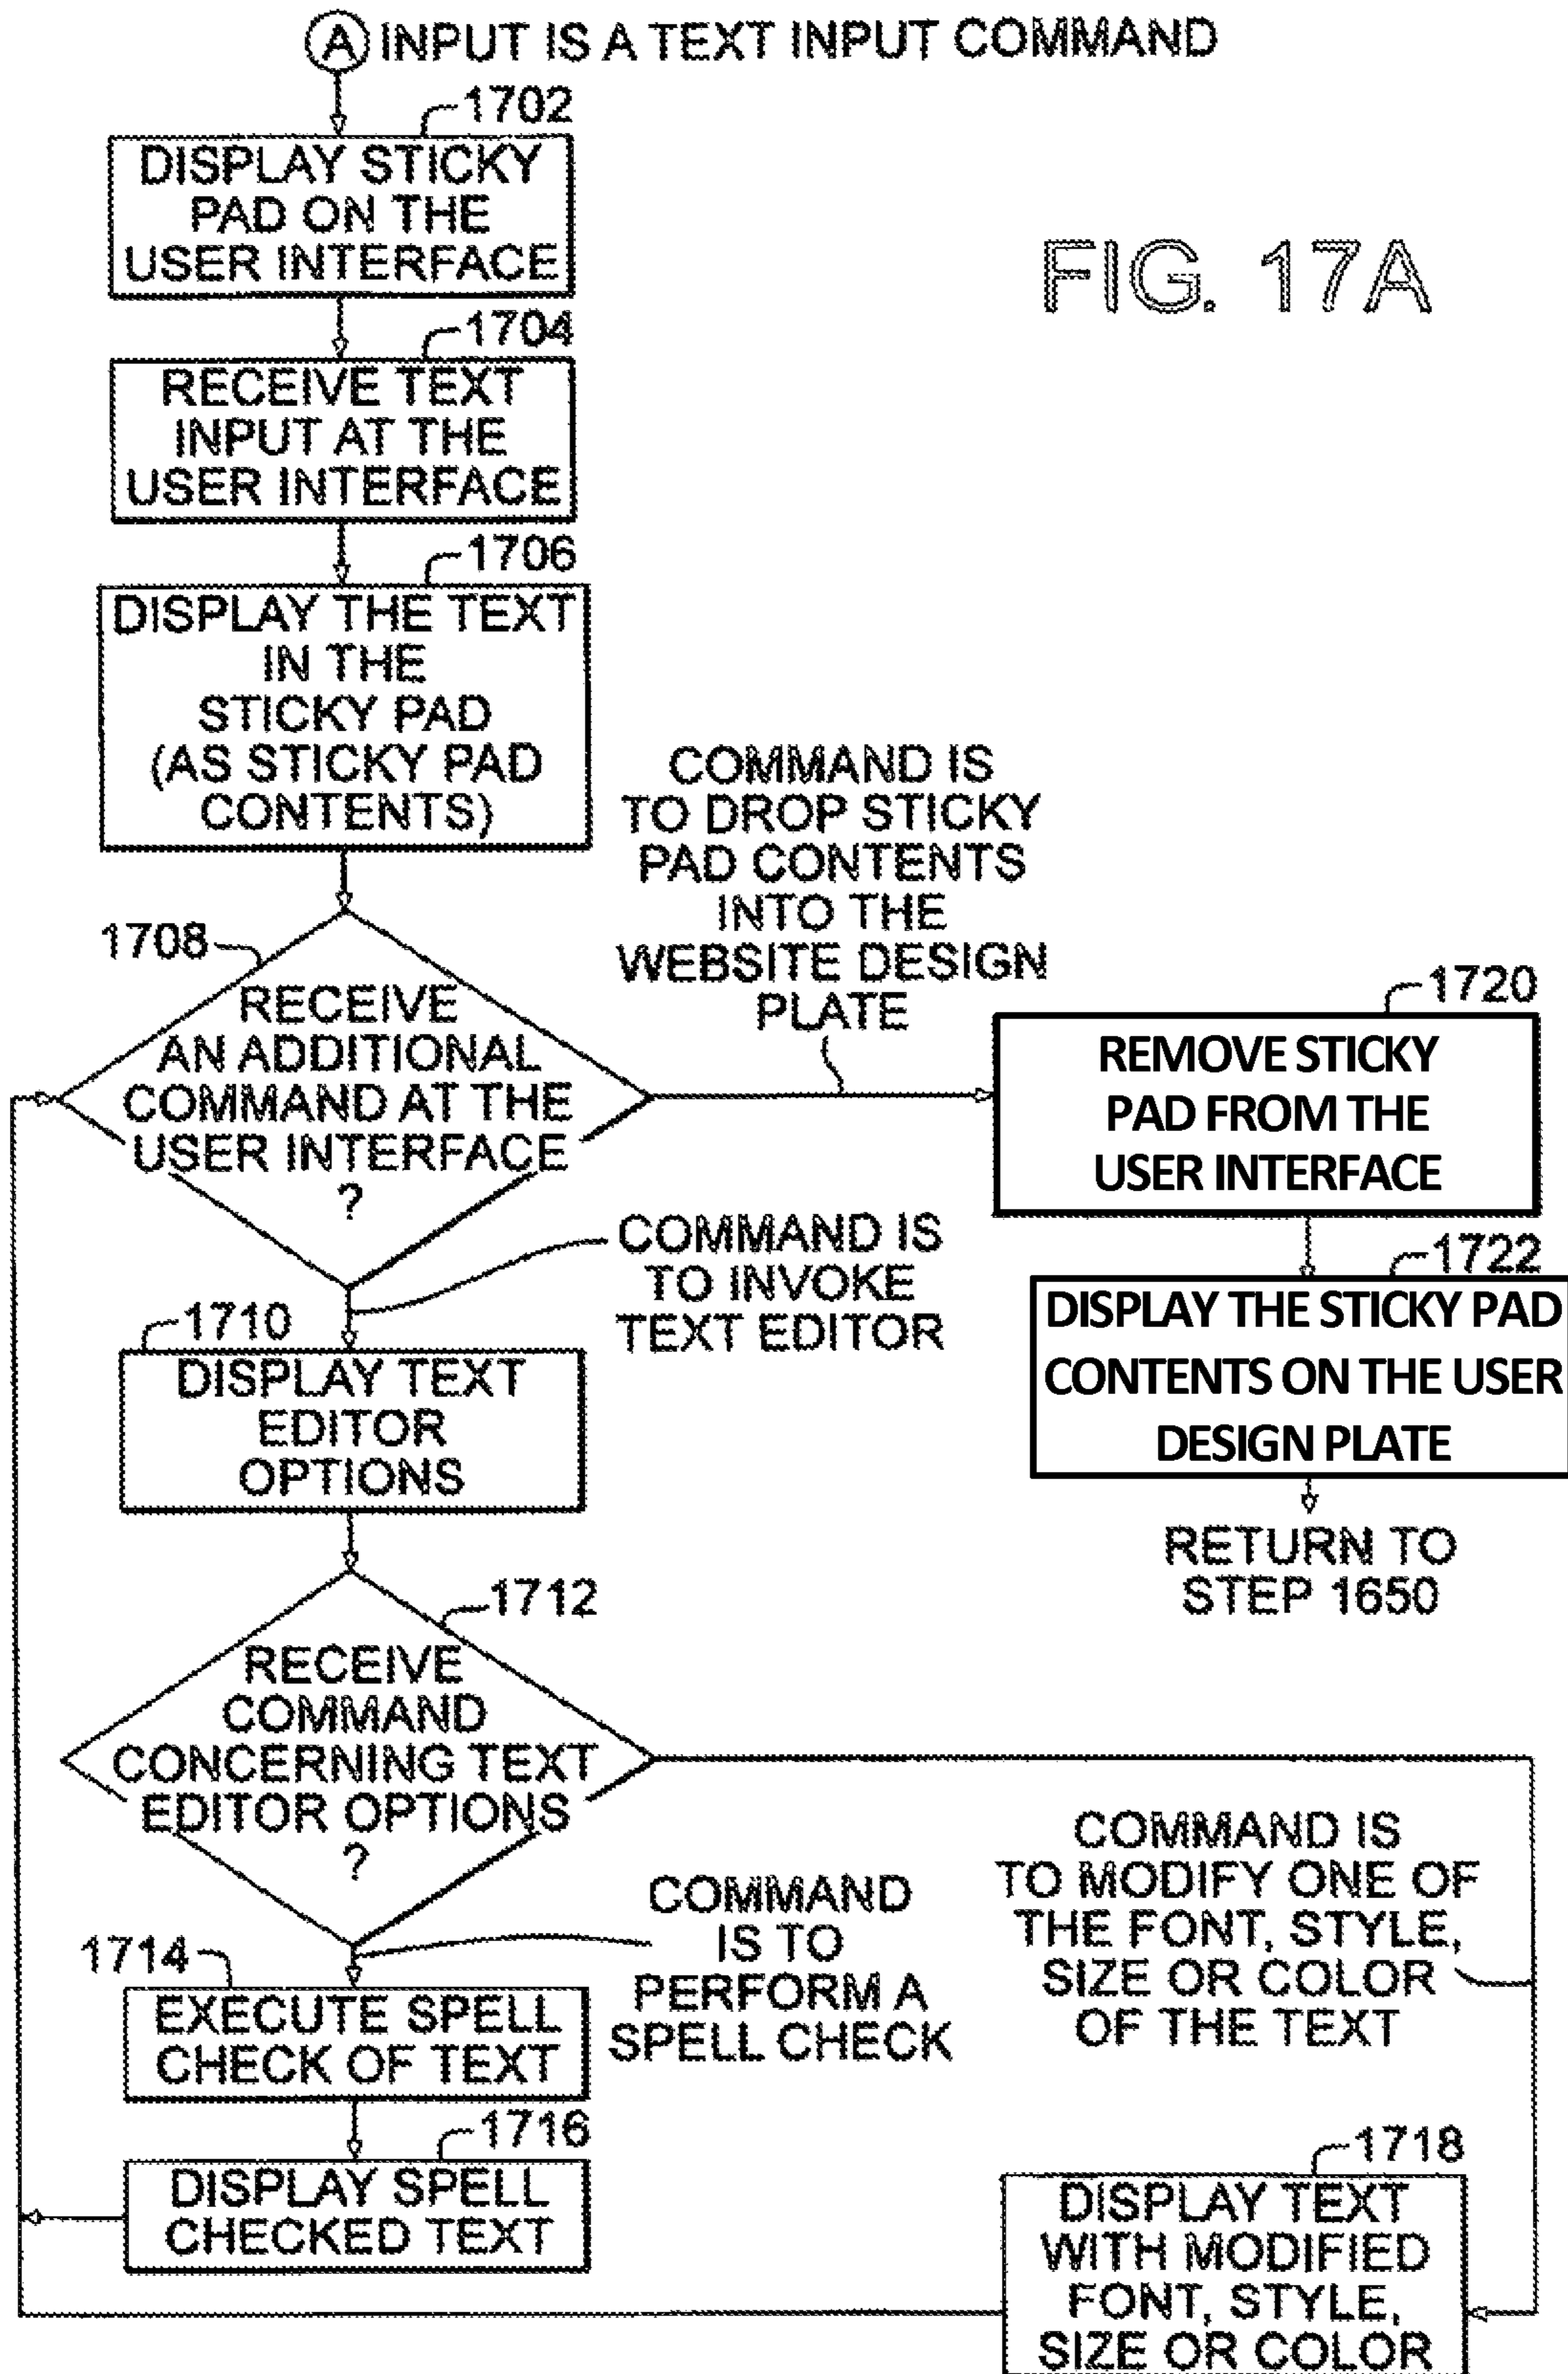 A INPUT IS A TEXT INPUT COMMAND
1702
DISPLAY STICKY
PAD ON THE
USER INTERFACE
FIG. 17A
1704
RECEIVE TEXT
INPUT AT THE
USER INTERFACE
1706
DISPLAY THE TEXT
IN THE
STICKY PAD
(AS STICKY PAD
CONTENTS)
COMMAND IS
TO DROP STICKY
PAD CONTENTS
INTO THE
WEBSITE DESIGN
PLATE
1708
RECEIVE
AN ADDITIONAL
COMMAND AT THE
USER INTERFACE
?
1720
REMOVE STICKY
PAD FROM THE
USER INTERFACE
1722
DISPLAY THE STICKY PAD
CONTENTS ON THE USER
DESIGN PLATE
RETURN TO
STEP 1650
COMMAND IS
TO INVOKE
TEXT EDITOR
1710
DISPLAY TEXT
EDITOR
OPTIONS
1712
RECEIVE
COMMAND
CONCERNING TEXT
EDITOR OPTIONS
?
COMMAND
IS TO
PERFORM A
SPELL CHECK
COMMAND IS
TO MODIFY ONE OF
THE FONT, STYLE,
SIZE OR COLOR
OF THE TEXT
1714
EXECUTE SPELL
CHECK OF TEXT
1716
DISPLAY SPELL
CHECKED TEXT
1718
DISPLAY TEXT
WITH MODIFIED
FONT, STYLE,
SIZE OR COLOR